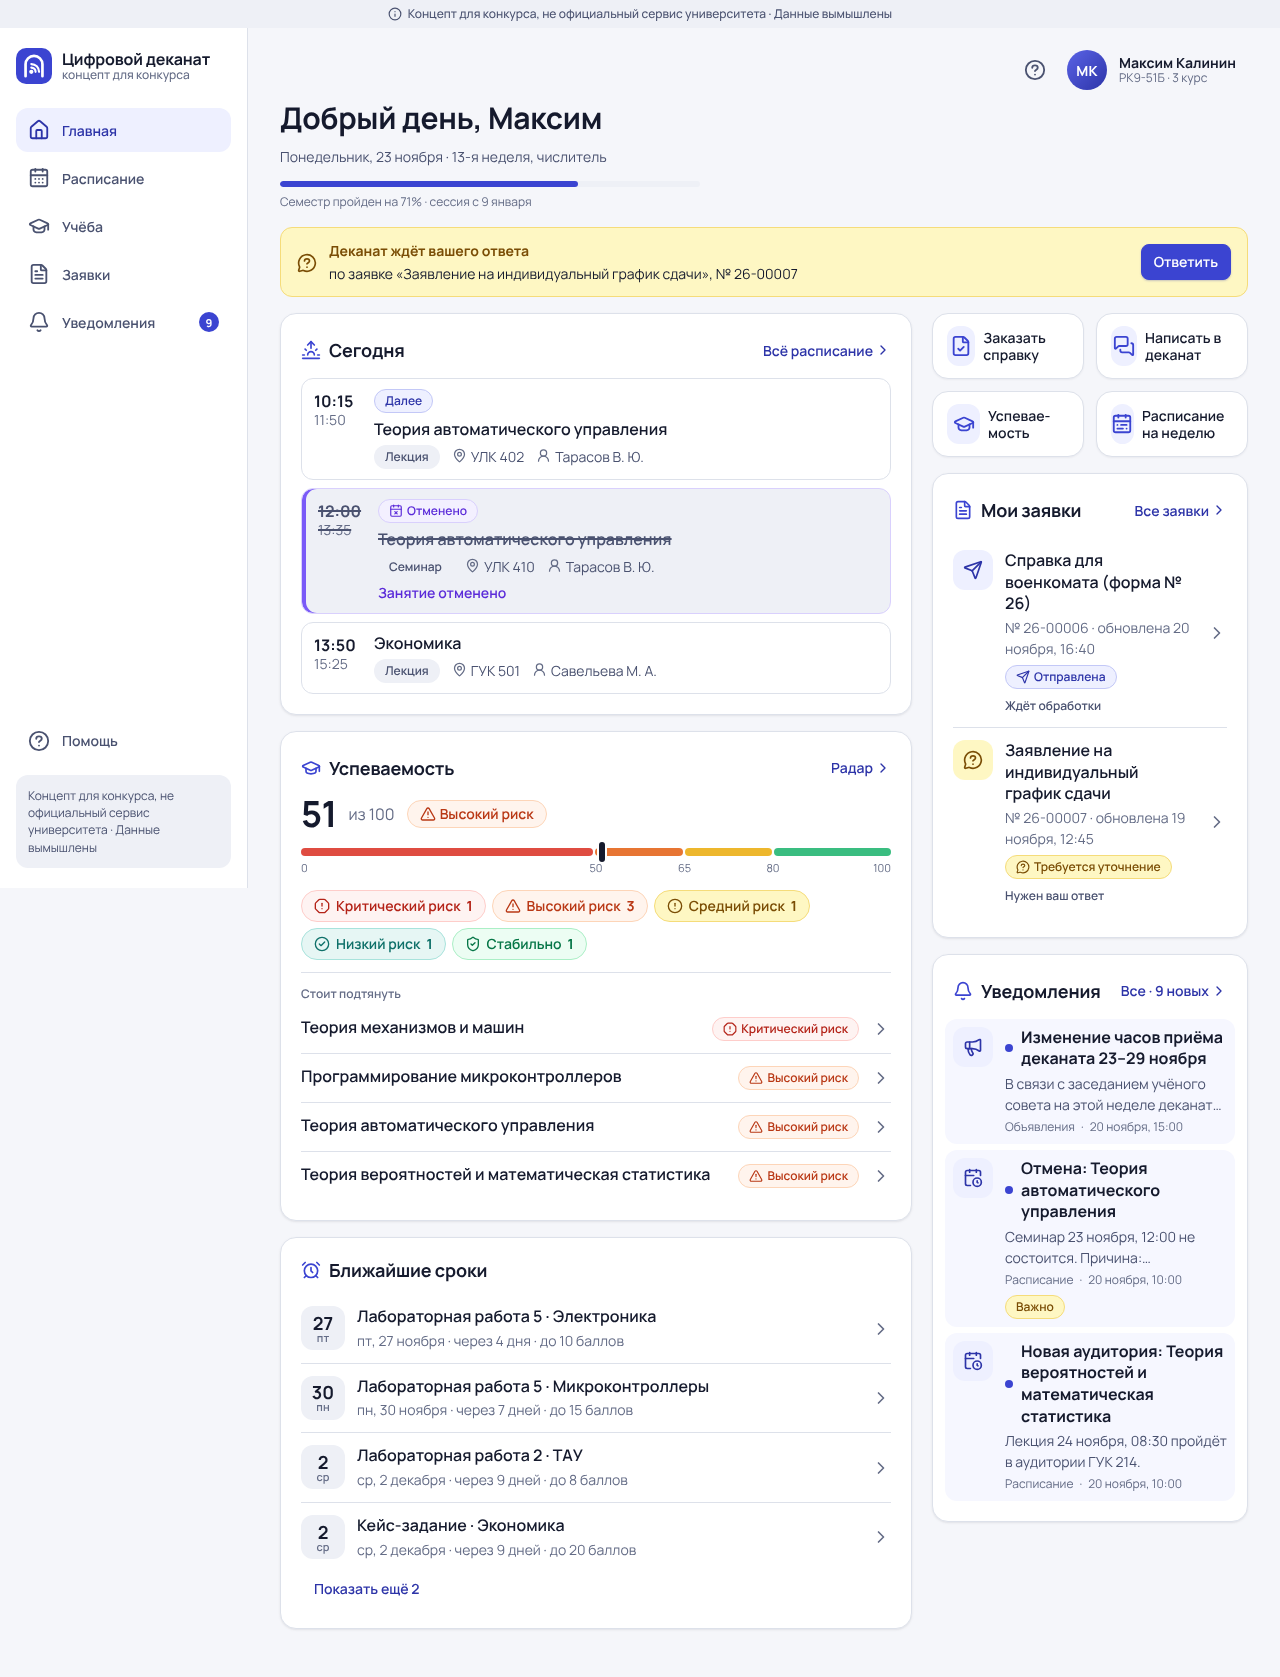 Концепт для конкурса, не официальный сервис университета · Данные вымышлены
Цифровой деканат
концепт для конкурса
Главная
Расписание
Учёба
Заявки
Уведомления 9
Помощь
Концепт для конкурса, не
официальный сервис
университета · Данные
вымышлены
МК
Максим Калинин
РК9-51Б · 3 курс
Добрый день, Максим
Понедельник, 23 ноября · 13-я неделя, числитель
Семестр пройден на 71% · сессия с 9 января
Деканат ждёт вашего ответа
по заявке «Заявление на индивидуальный график сдачи», № 26-00007
Ответить
Сегодня
Всё расписание
10:15
11:50
Далее
Теория автоматического управления
Лекция УЛК 402 Тарасов В. Ю.
12:00
13:35
Отменено
Теория автоматического управления
Семинар УЛК 410 Тарасов В. Ю.
Занятие отменено
13:50
15:25
Экономика
Лекция ГУК 501 Савельева М. А.
Успеваемость
Радар
51 из 100 Высокий риск
0 50 65 80 100
Критический риск 1 Высокий риск 3 Средний риск 1
Низкий риск 1 Стабильно 1
Стоит подтянуть
Теория механизмов и машин Критический риск
Программирование микроконтроллеров Высокий риск
Теория автоматического управления Высокий риск
Теория вероятностей и математическая статистика Высокий риск
Ближайшие сроки
27
пт
Лабораторная работа 5 · Электроника
пт, 27 ноября · через 4 дня · до 10 баллов
30
пн
Лабораторная работа 5 · Микроконтроллеры
пн, 30 ноября · через 7 дней · до 15 баллов
2
ср
Лабораторная работа 2 · ТАУ
ср, 2 декабря · через 9 дней · до 8 баллов
2
ср
Кейс-задание · Экономика
ср, 2 декабря · через 9 дней · до 20 баллов
Показать ещё 2
Заказать
справку
Написать в
деканат
Успевае-
мость
Расписание
на неделю
Мои заявки
Все заявки
Справка для
военкомата (форма №
26)
№ 26-00006 · обновлена 20
ноября, 16:40
Отправлена
Ждёт обработки
Заявление на
индивидуальный
график сдачи
№ 26-00007 · обновлена 19
ноября, 12:45
Требуется уточнение
Нужен ваш ответ
Уведомления
Все · 9 новых
Изменение часов приёма
деканата 23–29 ноября
В связи с заседанием учёного
совета на этой неделе деканат…
Объявления · 20 ноября, 15:00
Отмена: Теория
автоматического
управления
Семинар 23 ноября, 12:00 не
состоится. Причина:…
Расписание · 20 ноября, 10:00
Важно
Новая аудитория: Теория
вероятностей и
математическая
статистика
Лекция 24 ноября, 08:30 пройдёт
в аудитории ГУК 214.
Расписание · 20 ноября, 10:00